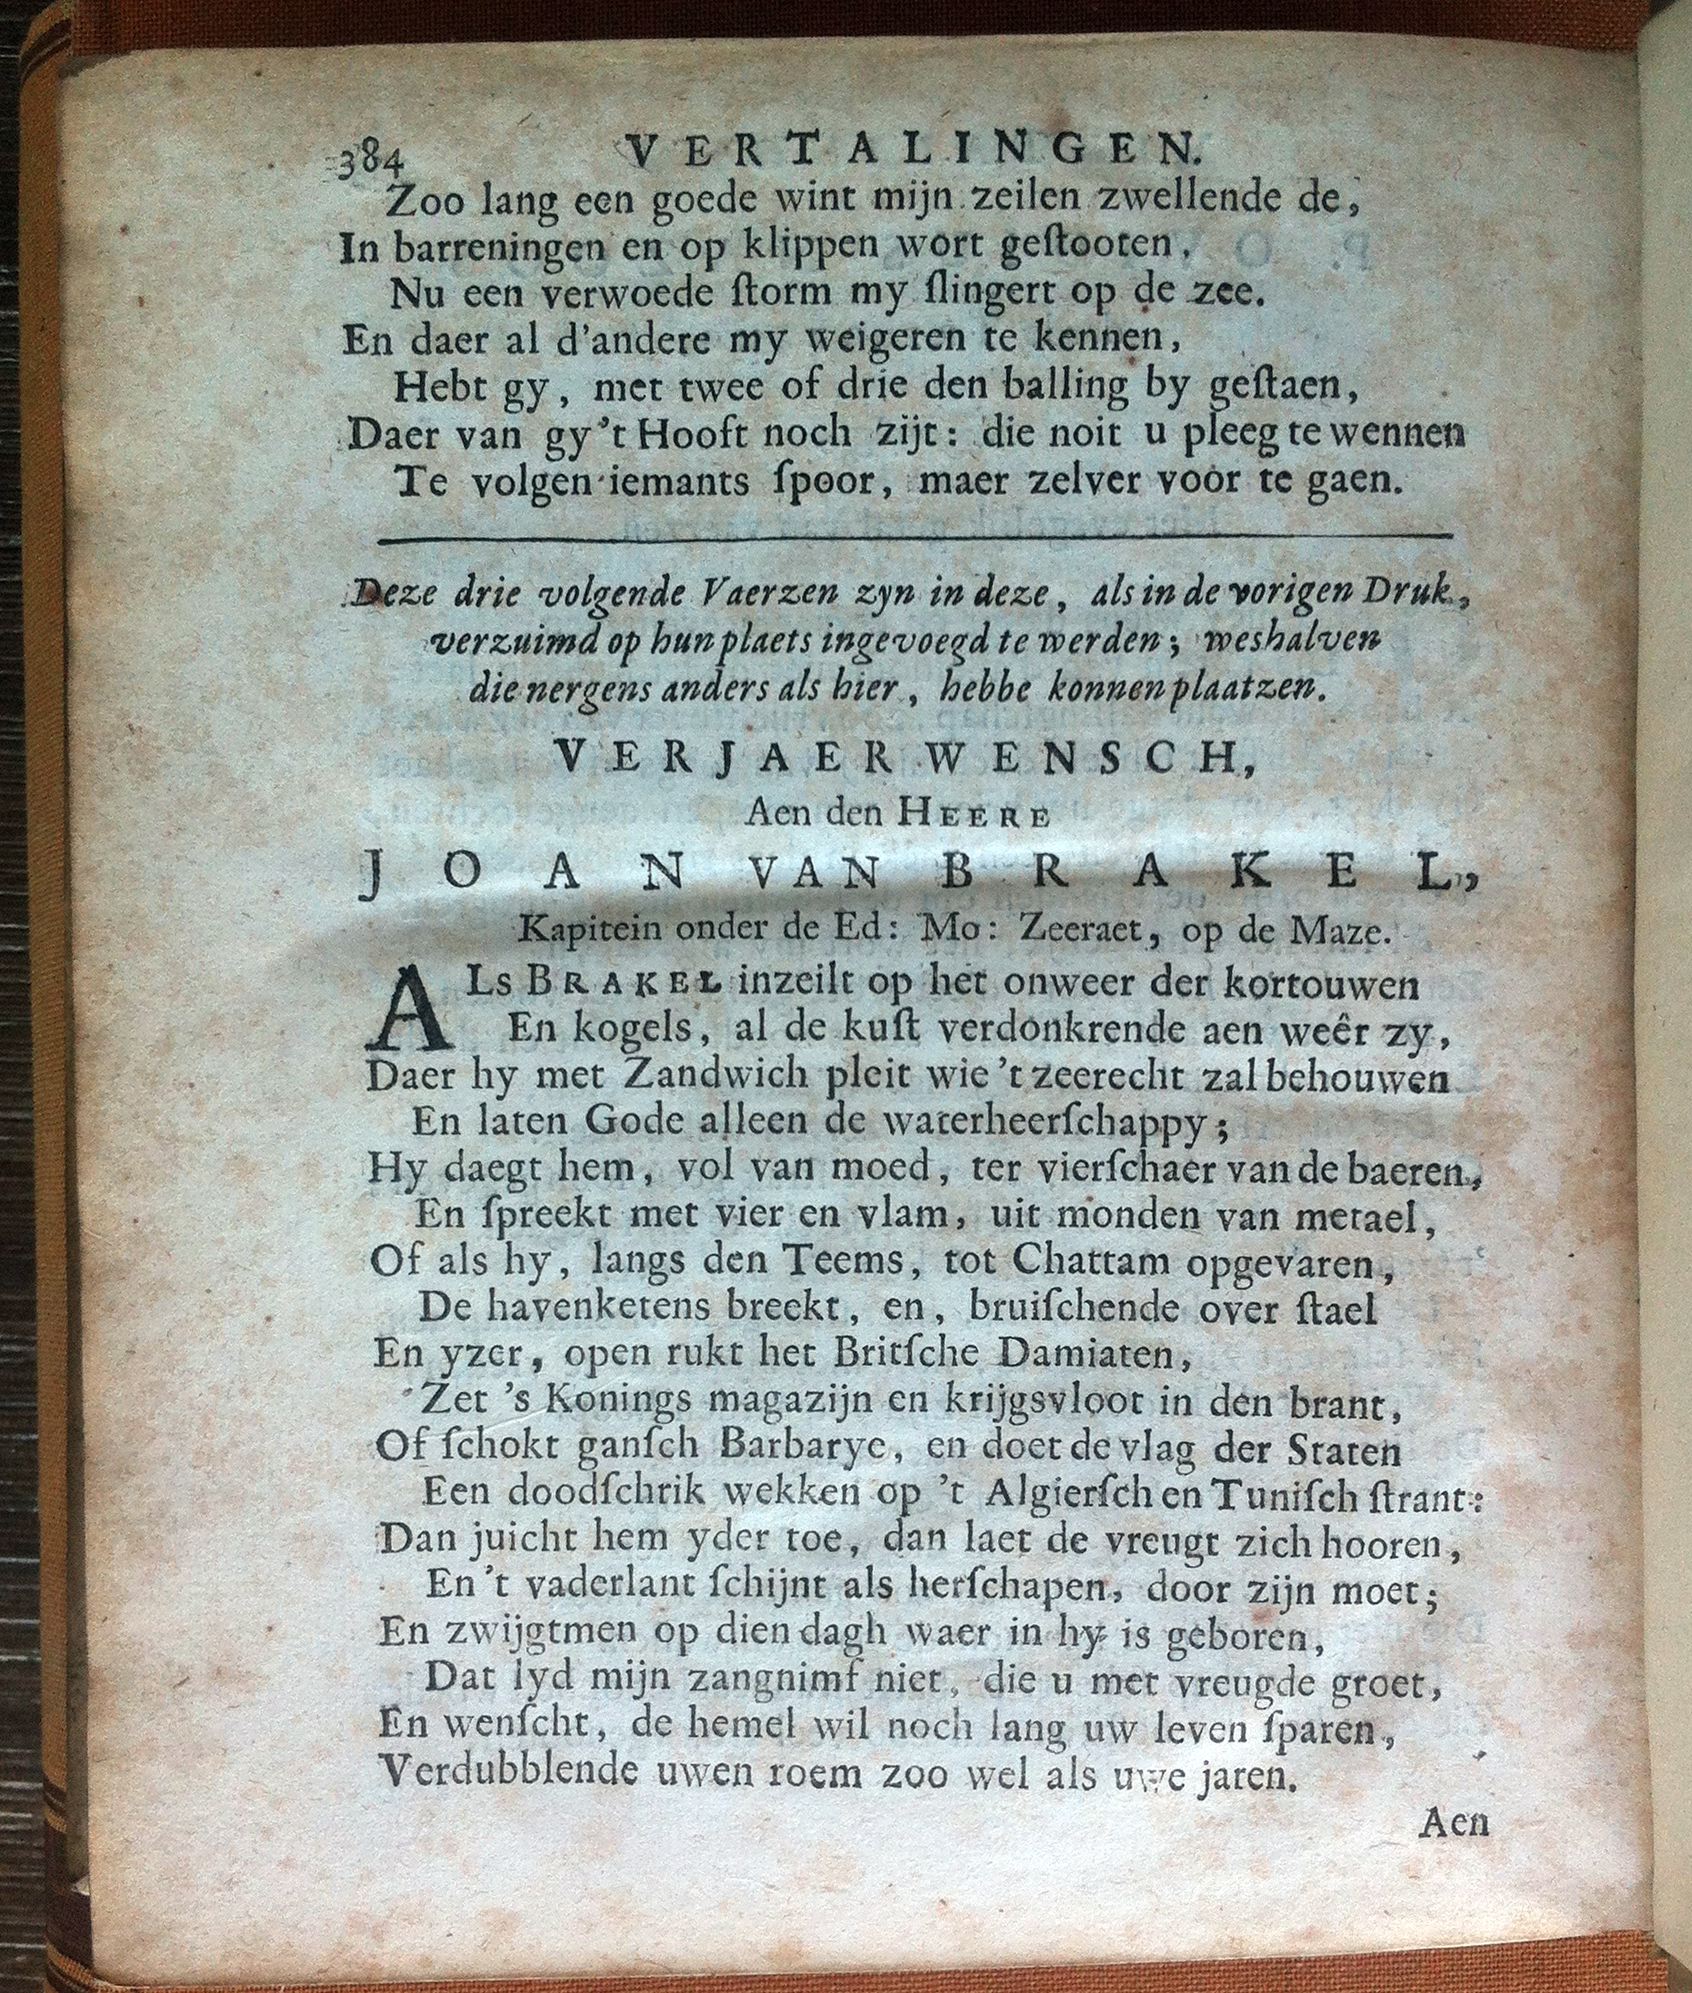 384 VERTALINGEN.
Zoo lang een goede wint mijn zeilen zwellende de,
In barreningen en op klippen wort geſtooten,
Nu een verwoede ſtorm my ſlingert op de zee.
En daer al d'andere my weigeren te kennen,
Hebt gy, met twee of drie den balling by geſtaen,
Daer van gy 't Hooft noch zijt: die noit u pleeg te wennen
Te volgen iemants ſpoor, maer zelver voor te gaen.
Deze drie volgende Vaerzen zyn in deze, als in de vorigen Druk,
verzuimd op hun plaets ingevoegd te werden; weshalven
die nergens anders als hier, hebbe konnen plaatzen.
VERJAERWENSCH,
Aen den HEERE
JOAN VAN BRAKEL,
Kapitein onder de Ed: Mo: Zeeraet, op de Maze.
ALs BRAKEL inzeilt op het onweer der kortouwen
En kogels, al de kuſt verdonkrende aen weêr zy,
Daer hy met Zandwich pleit wie 't zeerecht zal behouwen
En laten Gode alleen de waterheerſchappy;
Hy daegt hem, vol van moed, ter vierſchaer van de baeren,
En ſpreekt met vier en vlam, uit monden van metael,
Of als hy, langs den Teems, tot Chattam opgevaren,
De havenketens breekt, en, bruiſchende over ſtael
En yzer, open rukt het Britſche Damiaten,
Zet 's Konings magazijn en krijgsvloot in den brant,
Of ſchokt ganſch Barbarye, en doet de vlag der Staten
Een doodſchrik wekken op 't Algierſch en Tuniſch ſtrant:
Dan juicht hem yder toe, dan laet de vreugt zich hooren,
En 't vaderlant ſchijnt als herſchapen, door zijn moet;
En zwijgtmen op dien dagh waer in hy is geboren,
Dat lyd mijn zangnimf niet, die u met vreugde groet,
En wenſcht, de hemel wil noch lang uw leven ſparen,
Verdubblende uwen roem zoo wel als uwe jaren.
Aen